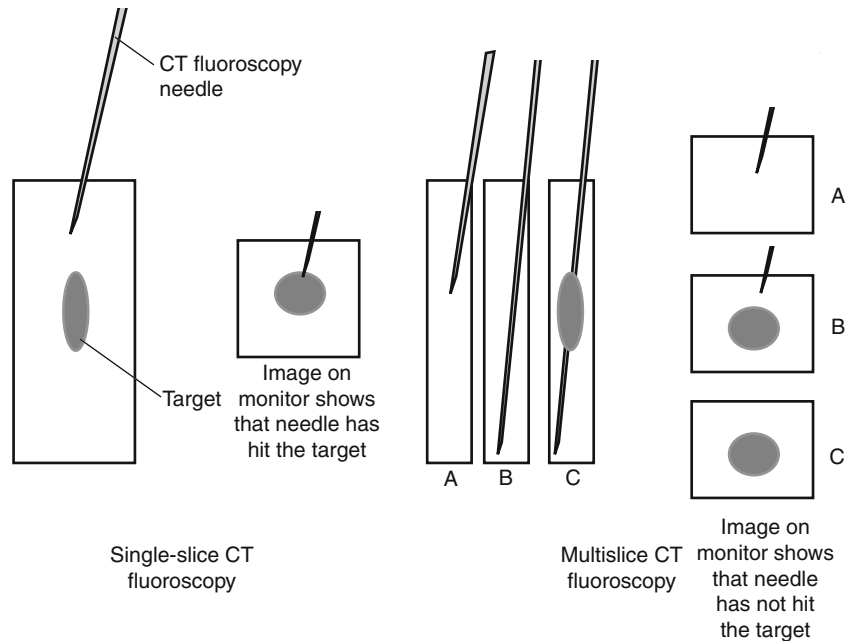 CT fluoroscopy
needle
Target
Image on
monitor shows
that needle has
hit the target
Single-slice CT
fluoroscopy
A
B
C
Multislice CT
fluoroscopy
A
B
C
Image on
monitor shows
that needle
has not hit
the target